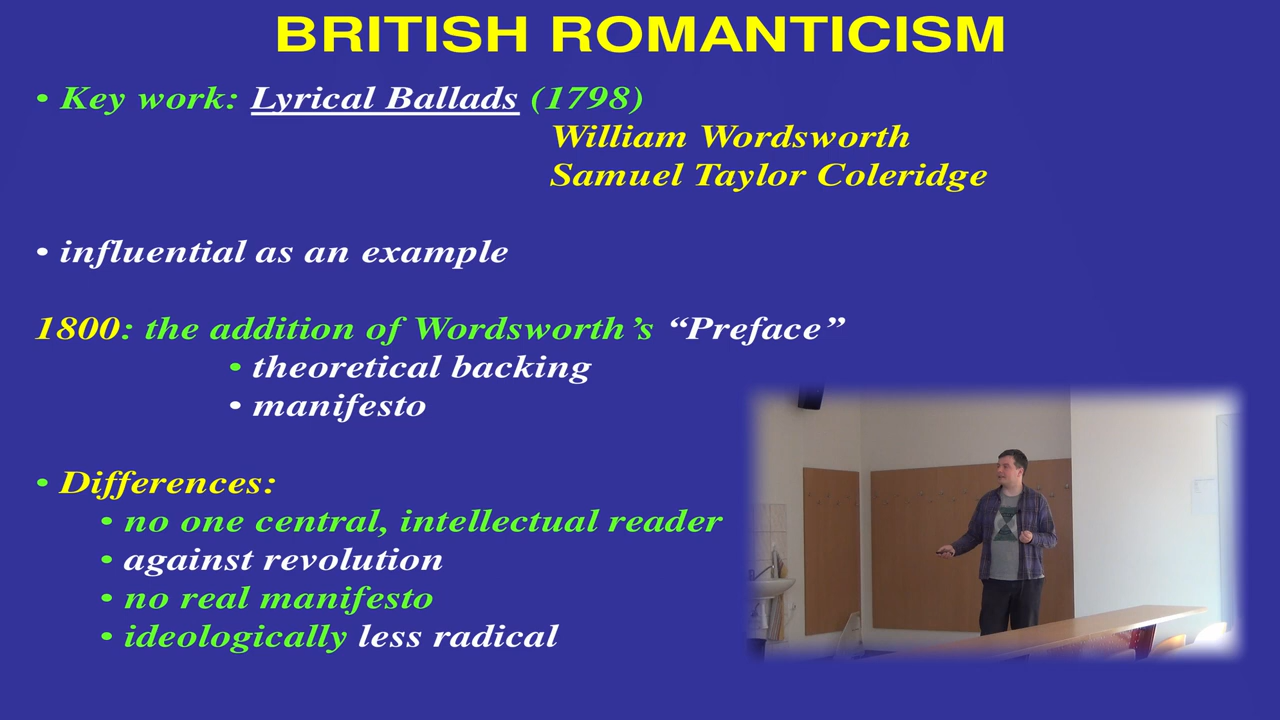 BRITISH ROMANTICISM
• Key work: Lyrical Ballads (1798)
William Wordsworth
Samuel Taylor Coleridge
• influential as an example
1800: the addition of Wordsworth’s “Preface”
• theoretical backing
• manifesto
• Differences:
• no one central, intellectual reader
• against revolution
• no real manifesto
• ideologically less radical